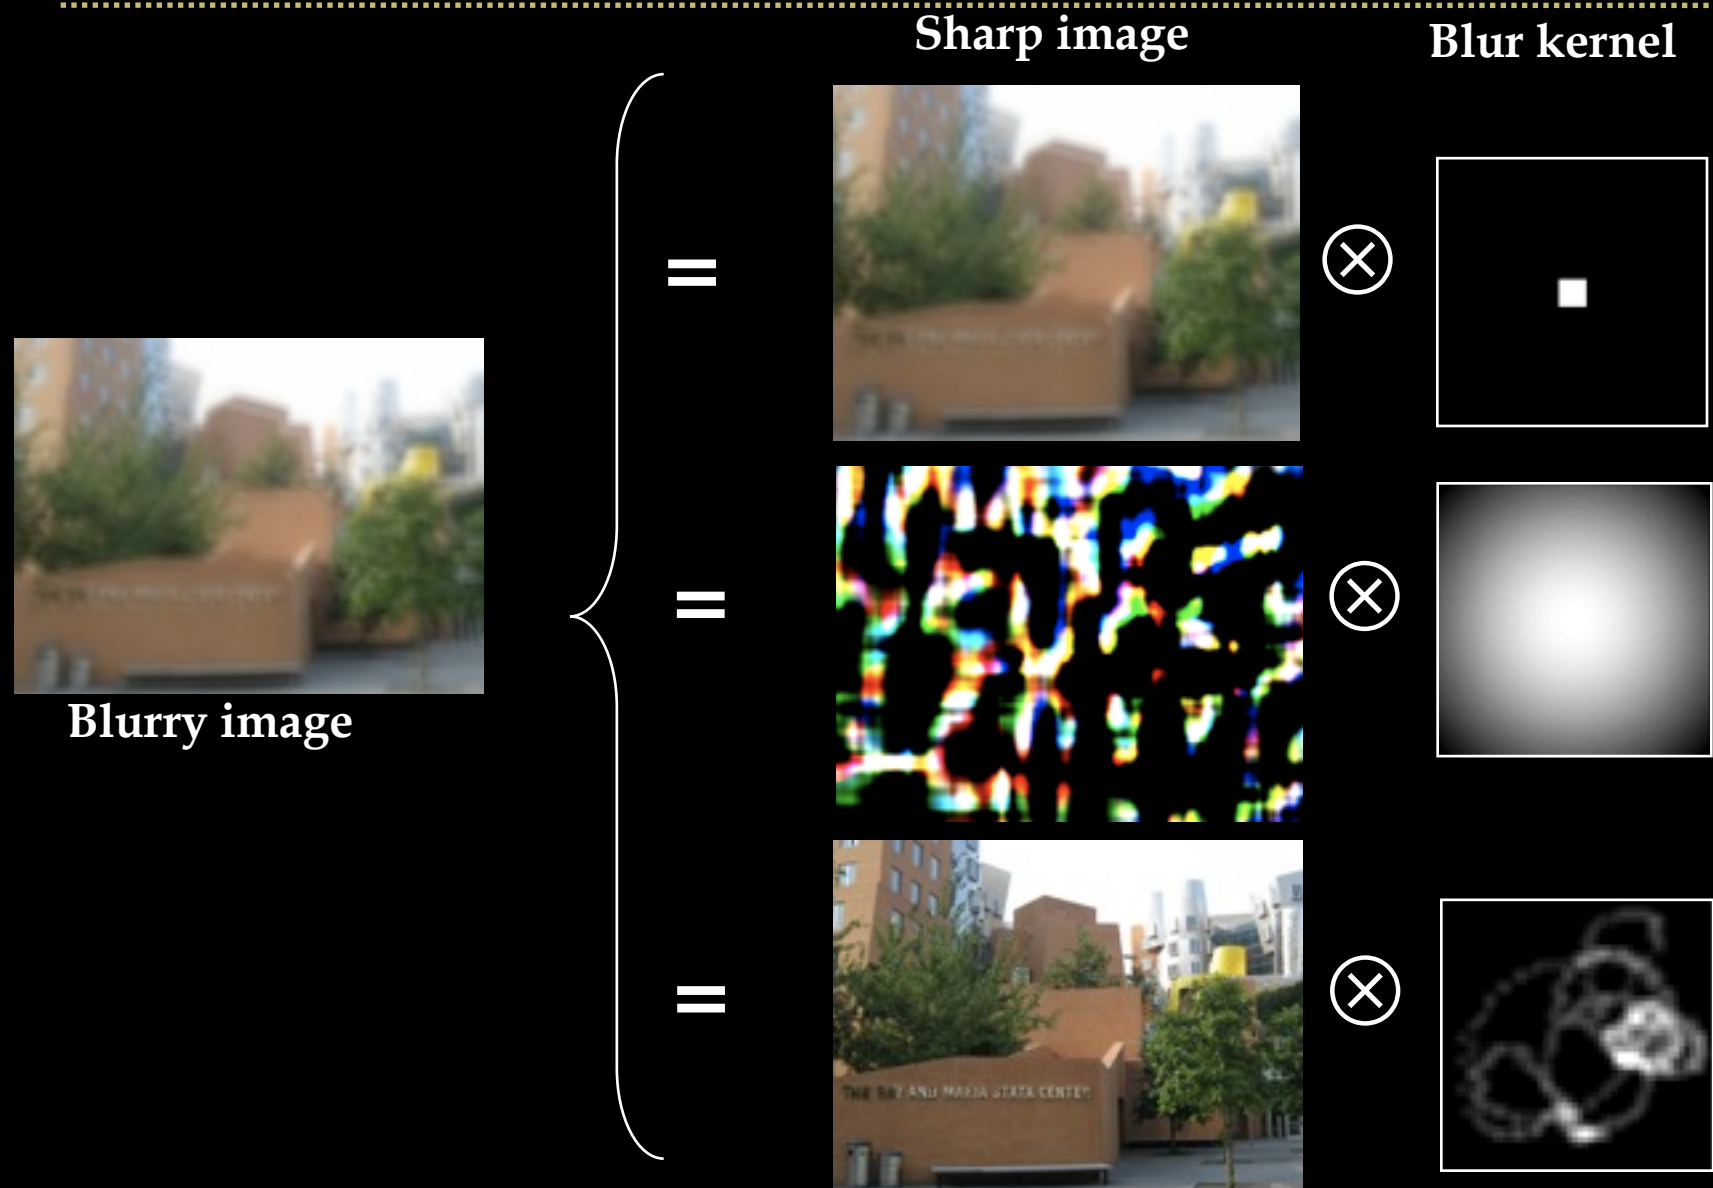 Sharp image
Blur kernel
=
=
=
Blurry image
THE RAY AND MARIA STATA CENTER